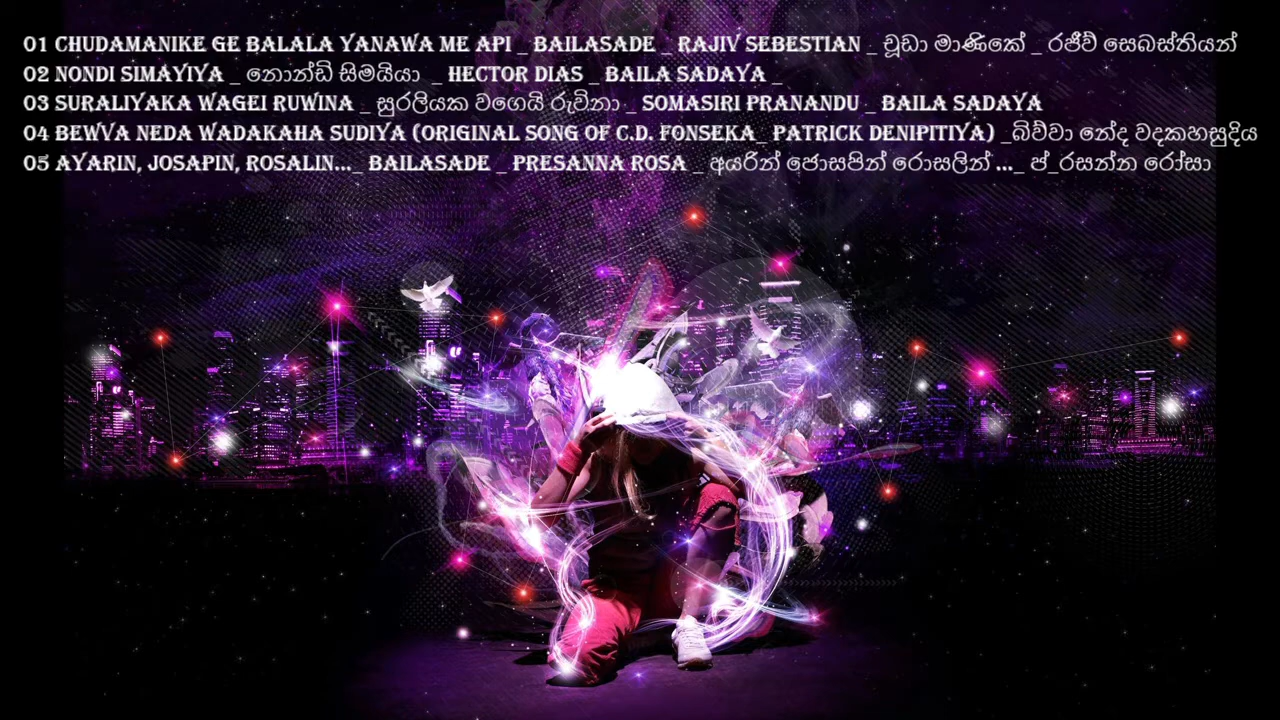 01 CHUDAMANIKE GE BALALA YANAWA ME API _ BAILASADE _ RAJIV SEBESTIAN _ චූඩා මාණිකේ _ රජීව් සෙබස්තියන්
02 NONDI SIMAYIYA _ නොන්ඩි සිමයියා _ HECTOR DIAS _ BAILA SADAYA _
03 SURALIYAKA WAGEI RUWINA _ සුරලියක වගෙයි රුවිනා _ SOMASIRI PRANANDU _ BAILA SADAYA
04 BEWVA NEDA WADAKAHA SUDIYA (ORIGINAL SONG OF C.D. FONSEKA_ PATRICK DENIPITIYA) _බිව්වා නේද වදකහසුදිය
05 AYARIN, JOSAPIN, ROSALIN..._ BAILASADE _ PRESANNA ROSA _ අයරින් ජොසපින් රොසලින් ..._ ප්_රසන්න රෝසා